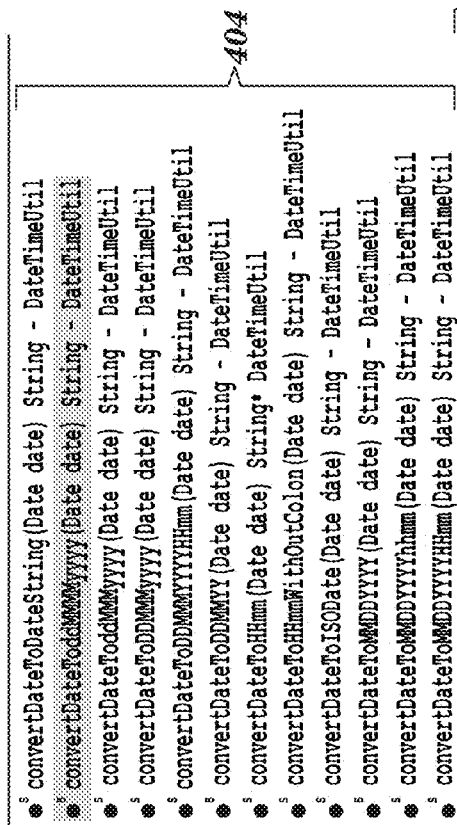 convertDateToDateString(Date date) String - DateTimeUtil
convertDateToddMMMMyyyy(Date date) String - DateTimeUtil
convertDateToddMMMyyyy(Date date) String - DateTimeUtil
convertDateToDDMMMyyyy(Date date) String - DateTimeUtil
convertDateToDDMMMYYYYHHmm(Date date) String - DateTimeUtil
convertDateToDDMMYY(Date date) String - DateTimeUtil
convertDateToHHmm(Date date) String* DateTimeUtil
convertDateToHHmmWithOutColon(Date date) String - DateTimeUtil
convertDateToISODate(Date date) String - DateTimeUtil
convertDateToMMDDYYYY(Date date) String - DateTimeUtil
convertDateToMMDDYYYYhhmm(Date date) String - DateTimeUtil
convertDateToMMDDYYYYHHmm(Date date) String - DateTimeUtil
404